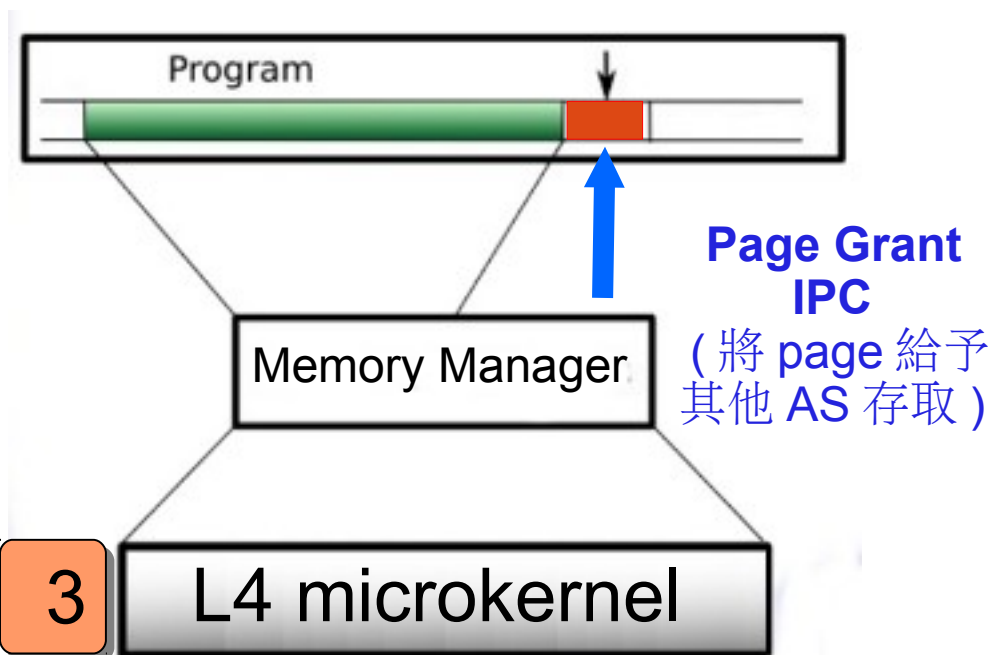 Program
Page Grant
IPC
( 將 page 給予
其他 AS 存取 )
Memory Manager
3
L4 microkernel